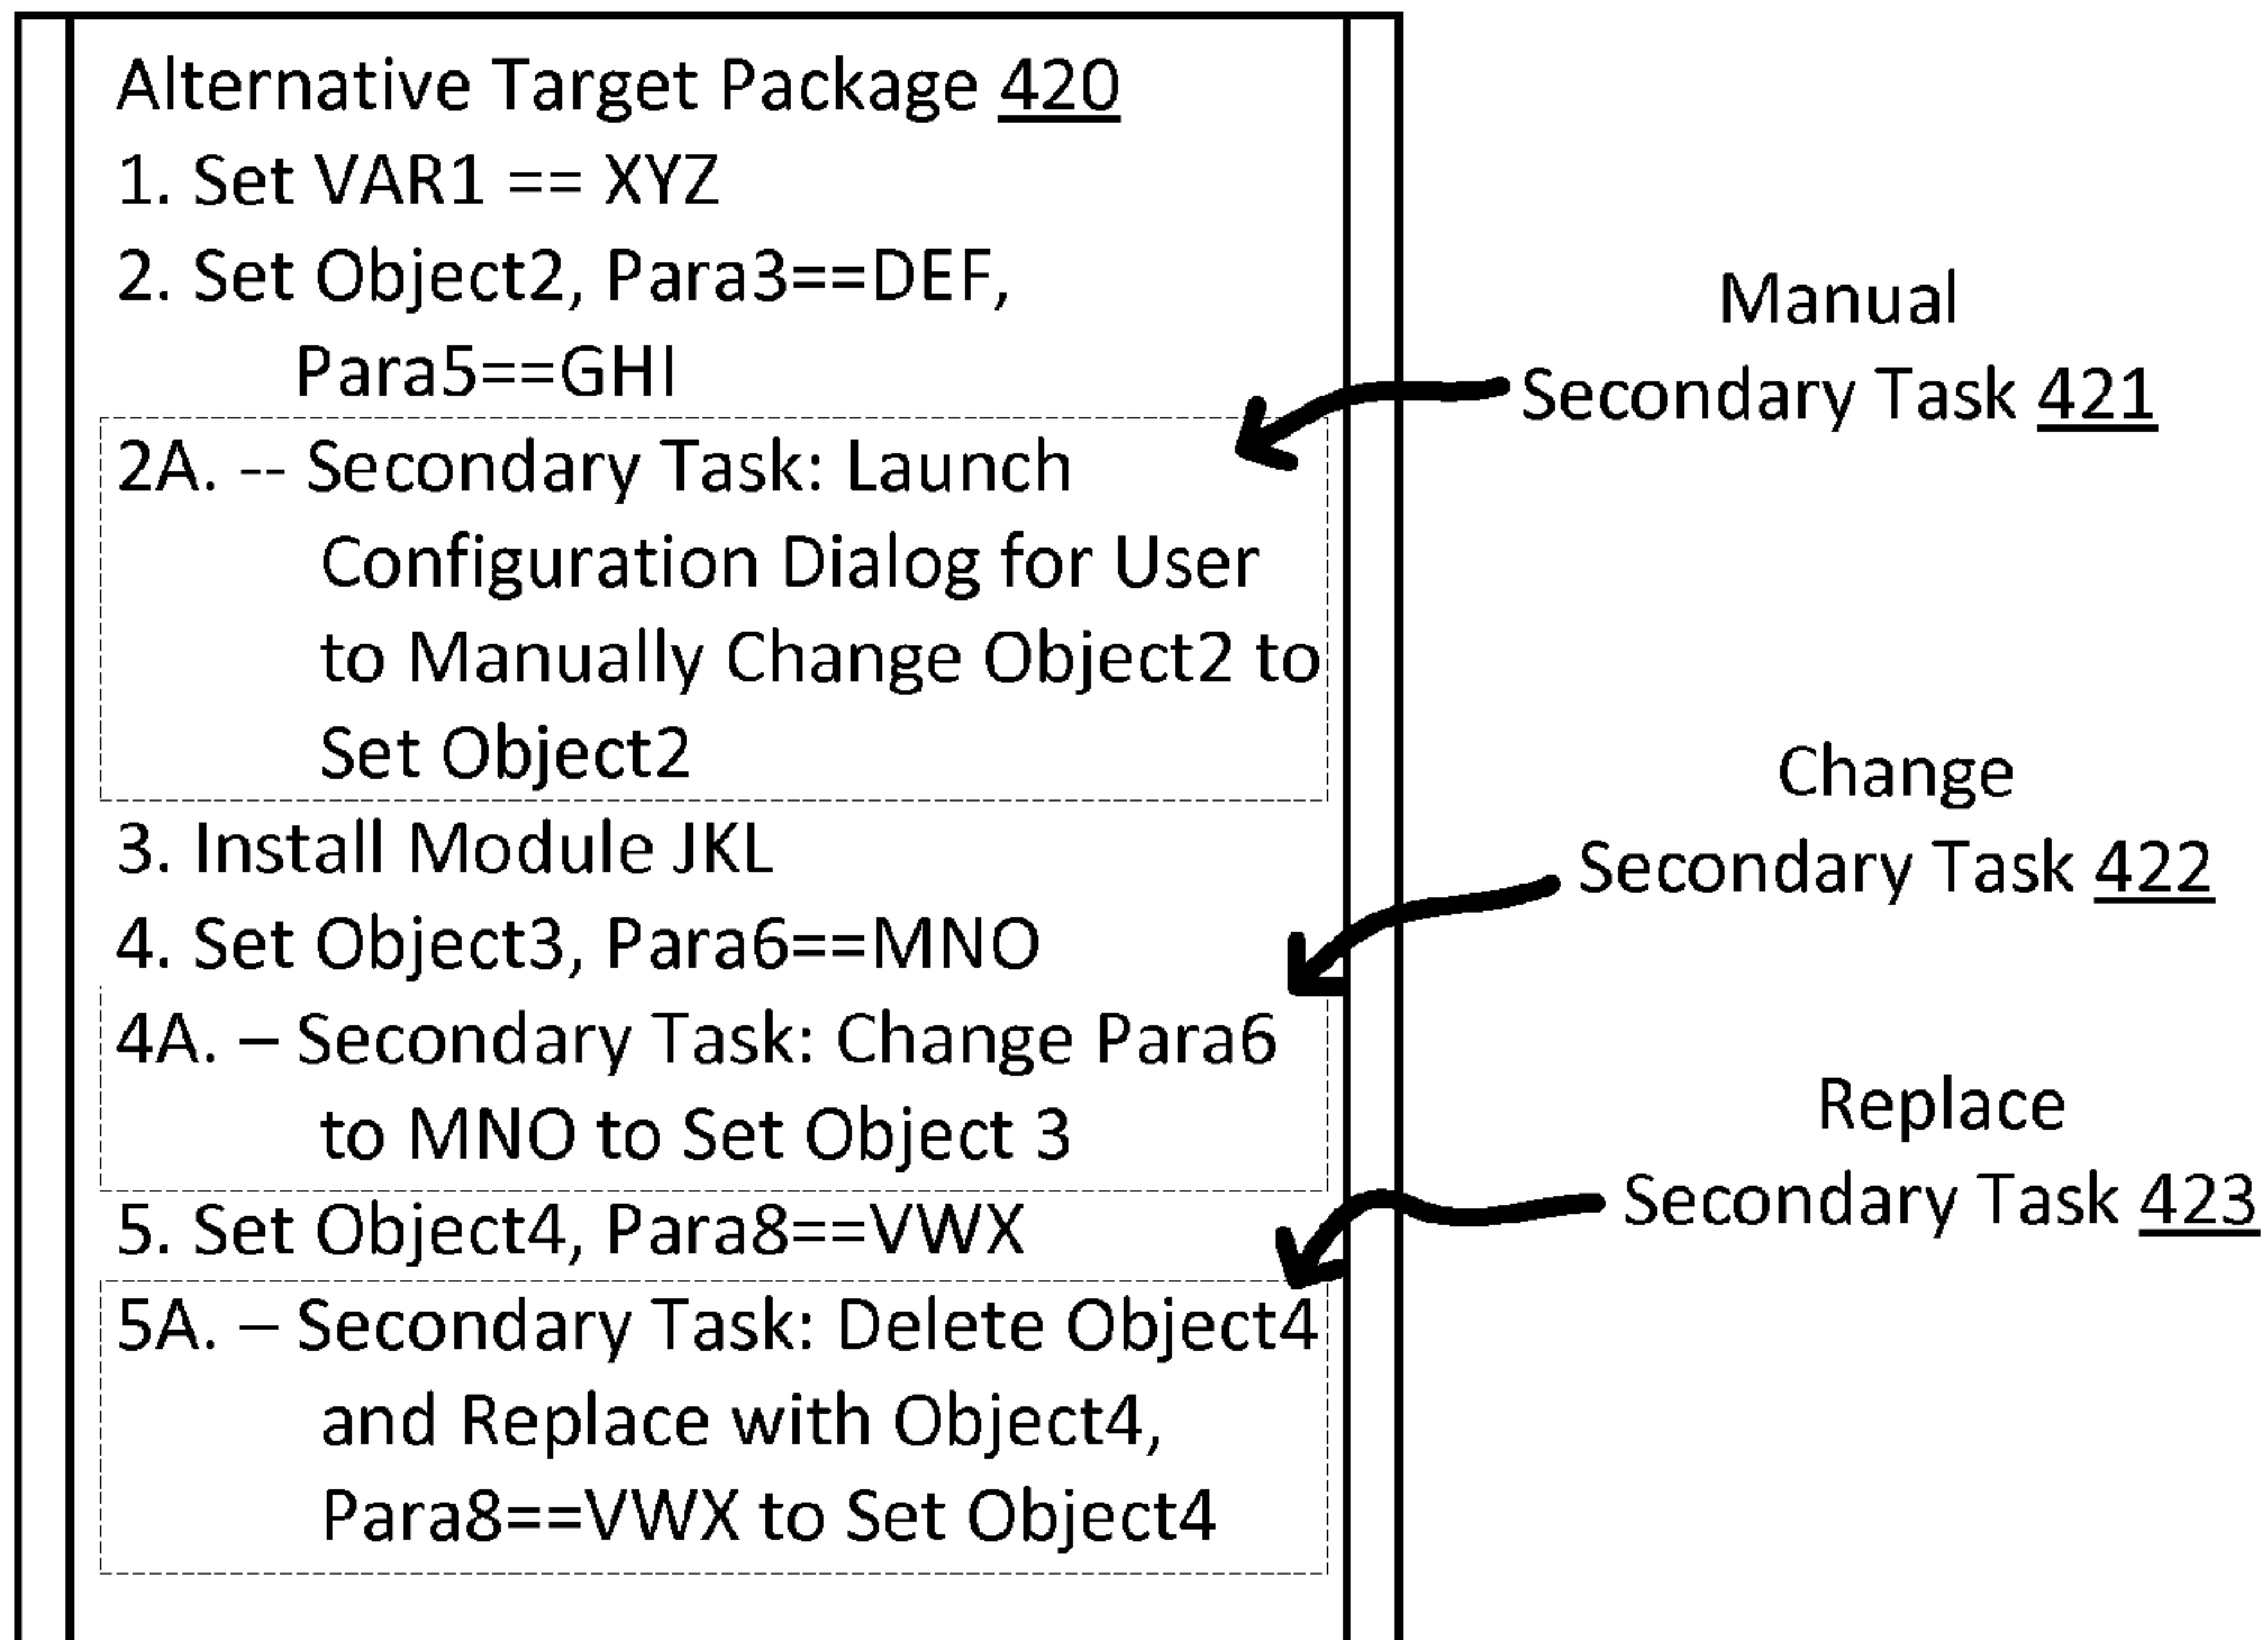 Alternative Target Package 420
1. Set VAR1 == XYZ
2. Set Object2, Para3==DEF,
Para5==GHI
2A. -- Secondary Task: Launch
Configuration Dialog for User
to Manually Change Object2 to
Set Object2
3. Install Module JKL
4. Set Object3, Para6==MNO
4A. – Secondary Task: Change Para6
to MNO to Set Object 3
5. Set Object4, Para8==VWX
5A. – Secondary Task: Delete Object4
and Replace with Object4,
Para8==VWX to Set Object4
Manual
Secondary Task 421
Change
Secondary Task 422
Replace
Secondary Task 423